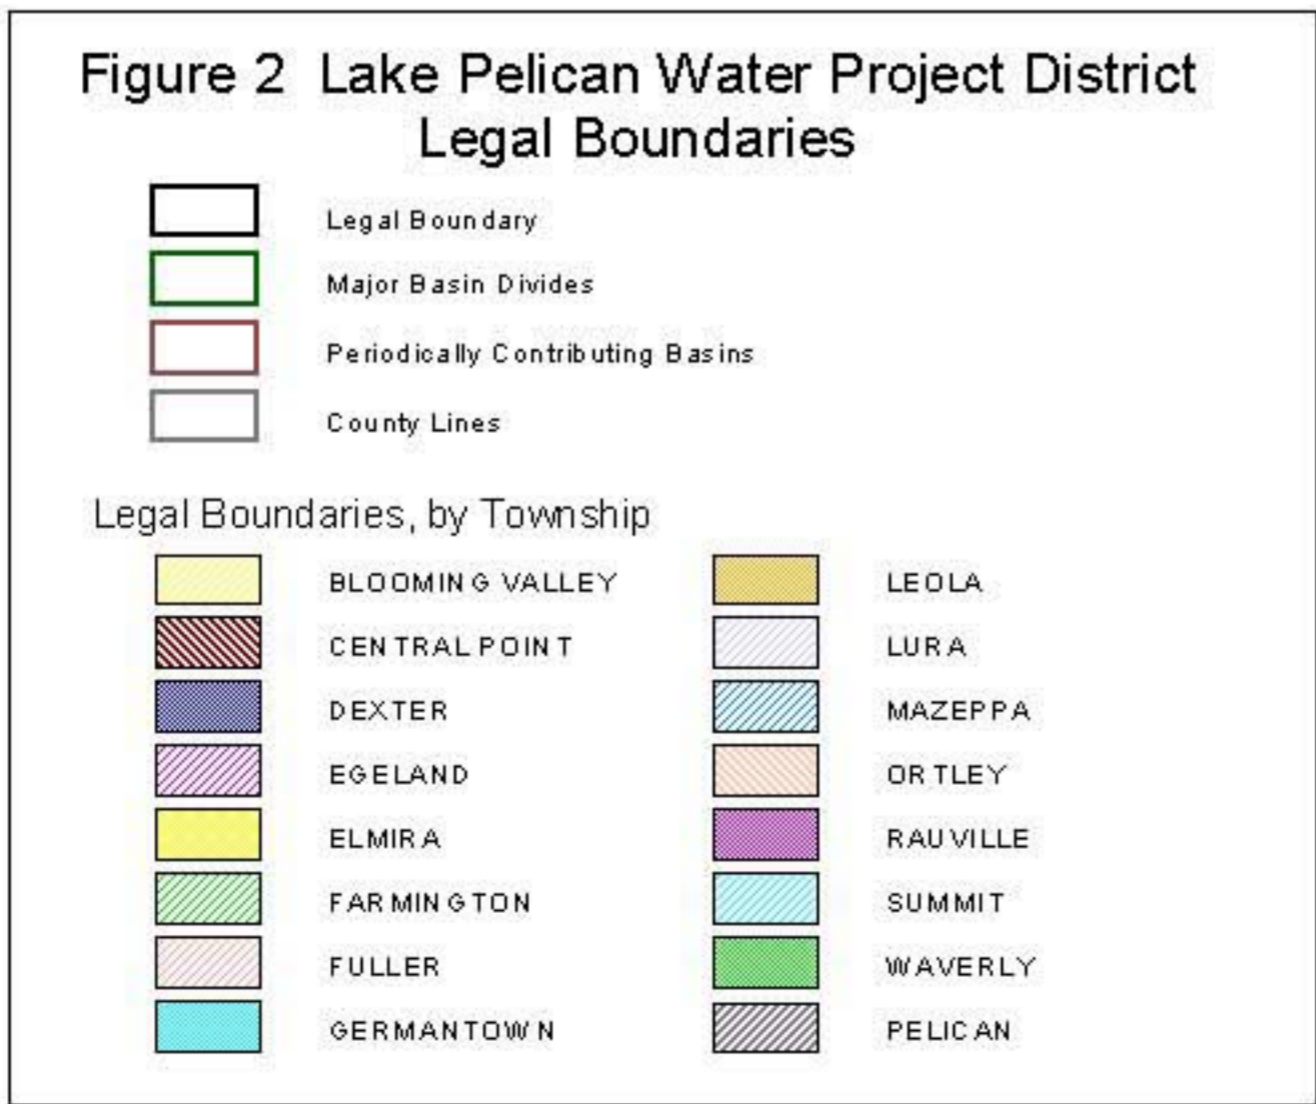 Figure 2 Lake Pelican Water Project District
Legal Boundaries
Legal Boundary
Major Basin Divides
Periodically Contributing Basins
County Lines
Legal Boundaries, by Township
BLOOMING VALLEY
CENTRAL POINT
DEXTER
EGELAND
ELMIRA
FARMINGTON
FULLER
GERMANTOWN
LEOLA
LURA
MAZEPPA
ORTLEY
RAUVILLE
SUMMIT
WAVERLY
PELICAN